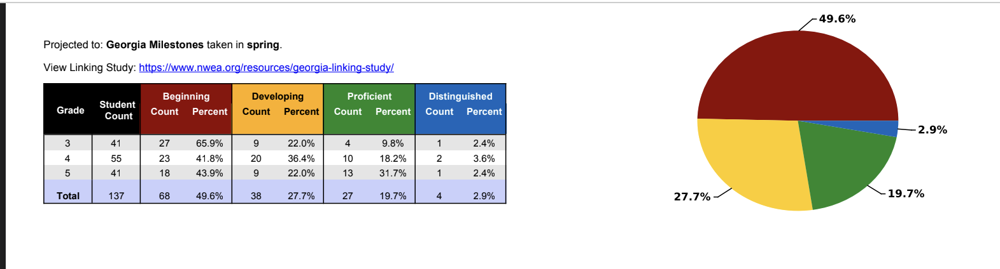 Projected to: Georgia Milestones taken in spring.
View Linking Study: https://www.nwea.org/resources/georgia-linking-study/
Grade Student Count Beginning Developing Proficient Distinguished
Count Percent Count Percent Count Percent Count Percent
3 41 27 65.9% 9 22.0% 4 9.8% 1 2.4%
4 55 23 41.8% 20 36.4% 10 18.2% 2 3.6%
5 41 18 43.9% 9 22.0% 13 31.7% 1 2.4%
Total 137 68 49.6% 38 27.7% 27 19.7% 4 2.9%
49.6%
2.9%
19.7%
27.7%